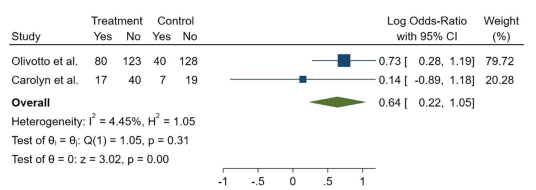 Treatment Control Log Odds-Ratio Weight
Study Yes No Yes No with 95% CI (%)
Olivotto et al. 80 123 40 128 0.73 [ 0.28, 1.19] 79.72
Carolyn et al. 17 40 7 19 0.14 [ -0.89, 1.18] 20.28
Overall 0.64 [ 0.22, 1.05]
Heterogeneity: I² = 4.45%, H² = 1.05
Test of θi = θj: Q(1) = 1.05, p = 0.31
Test of θ = 0: z = 3.02, p = 0.00
-1 -.5 0 .5 1